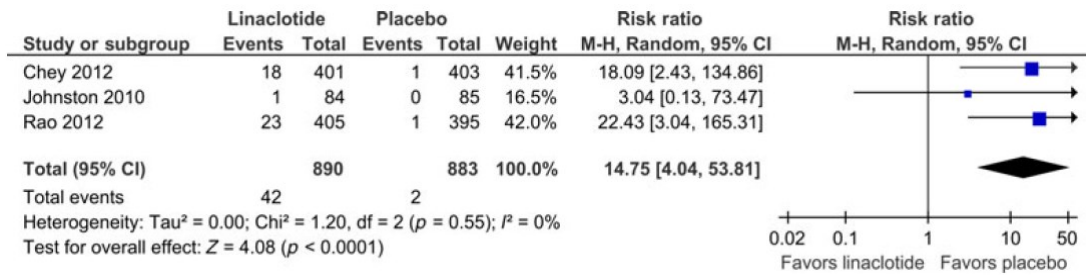 Linaclotide Placebo Risk ratio Risk ratio
Study or subgroup Events Total Events Total Weight M-H, Random, 95% CI M-H, Random, 95% CI
Chey 2012 18 401 1 403 41.5% 18.09 [2.43, 134.86]
Johnston 2010 1 84 0 85 16.5% 3.04 [0.13, 73.47]
Rao 2012 23 405 1 395 42.0% 22.43 [3.04, 165.31]
Total (95% CI) 890 883 100.0% 14.75 [4.04, 53.81]
Total events 42 2
Heterogeneity: Tau² = 0.00; Chi² = 1.20, df = 2 (p = 0.55); I² = 0%
Test for overall effect: Z = 4.08 (p < 0.0001)
0.02 0.1 1 10 50
Favors linaclotide Favors placebo